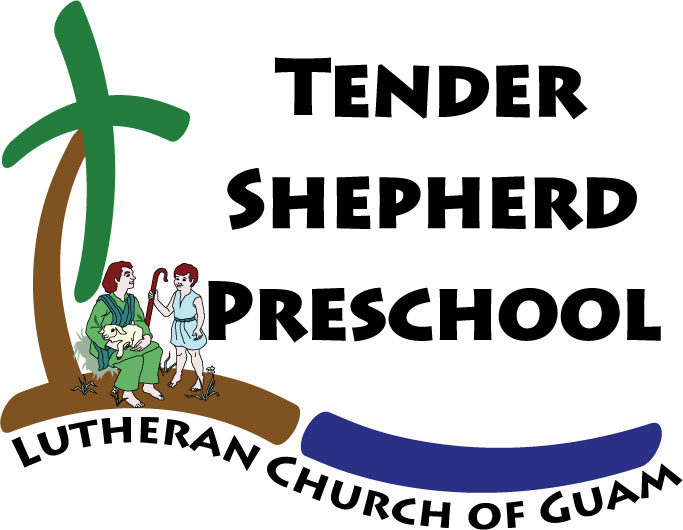 TENDER
SHEPHERD
PRESCHOOL
LUTHERAN CHURCH OF GUAM